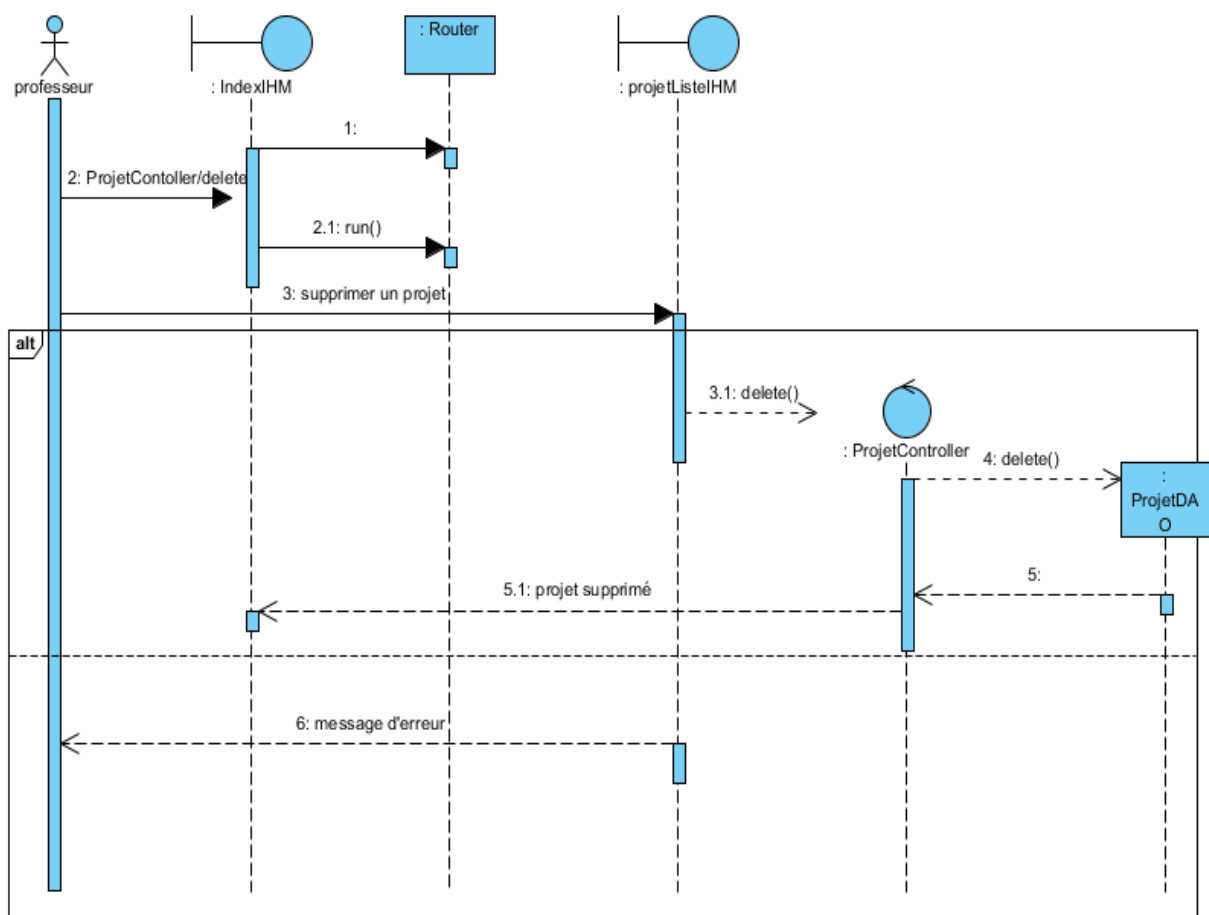 : Router
professeur
: IndexIHM
: projetListeIHM
1:
2: ProjetContoller/delete
2.1: run()
3: supprimer un projet
alt
3.1: delete()
: ProjetController
4: delete()
:
ProjetDA
O
5:
5.1: projet supprimé
6: message d'erreur